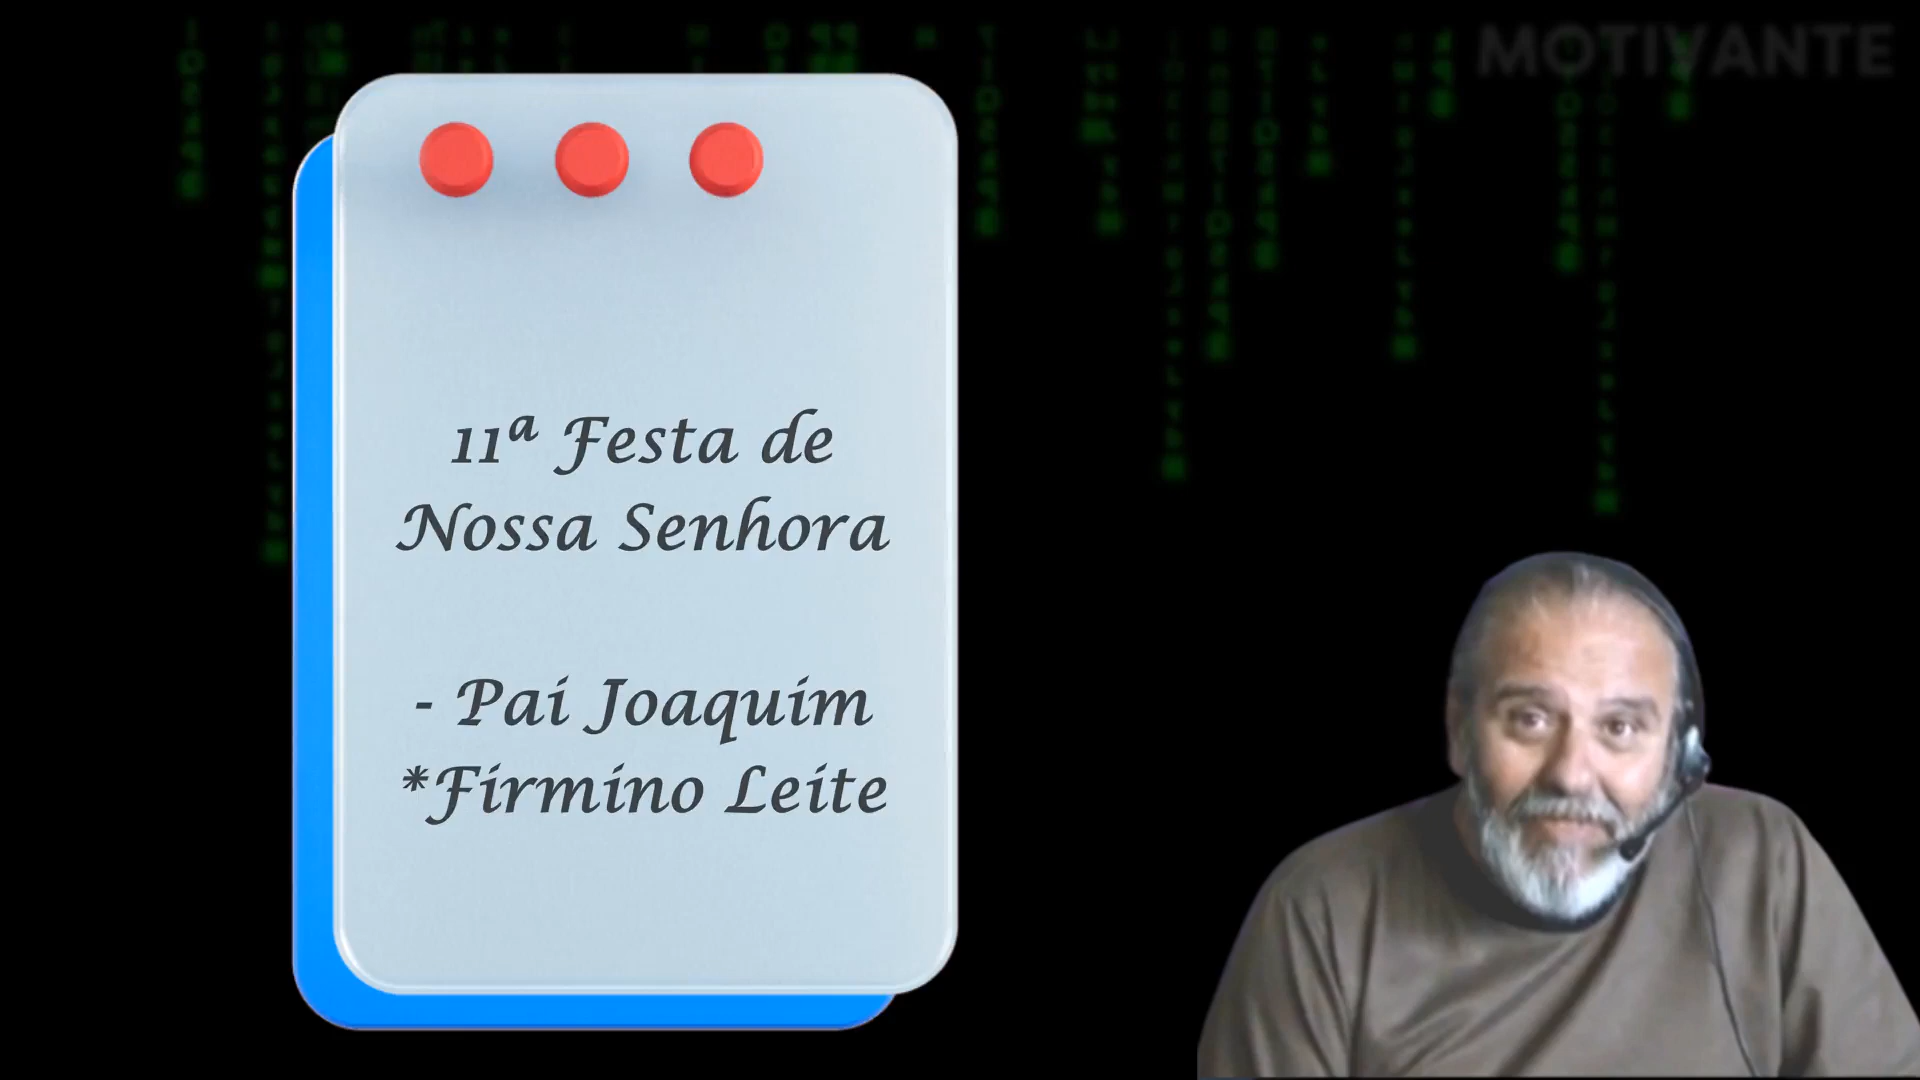 MOTIVANTE
11ª Festa de
Nossa Senhora
- Pai Joaquim
*Firmino Leite